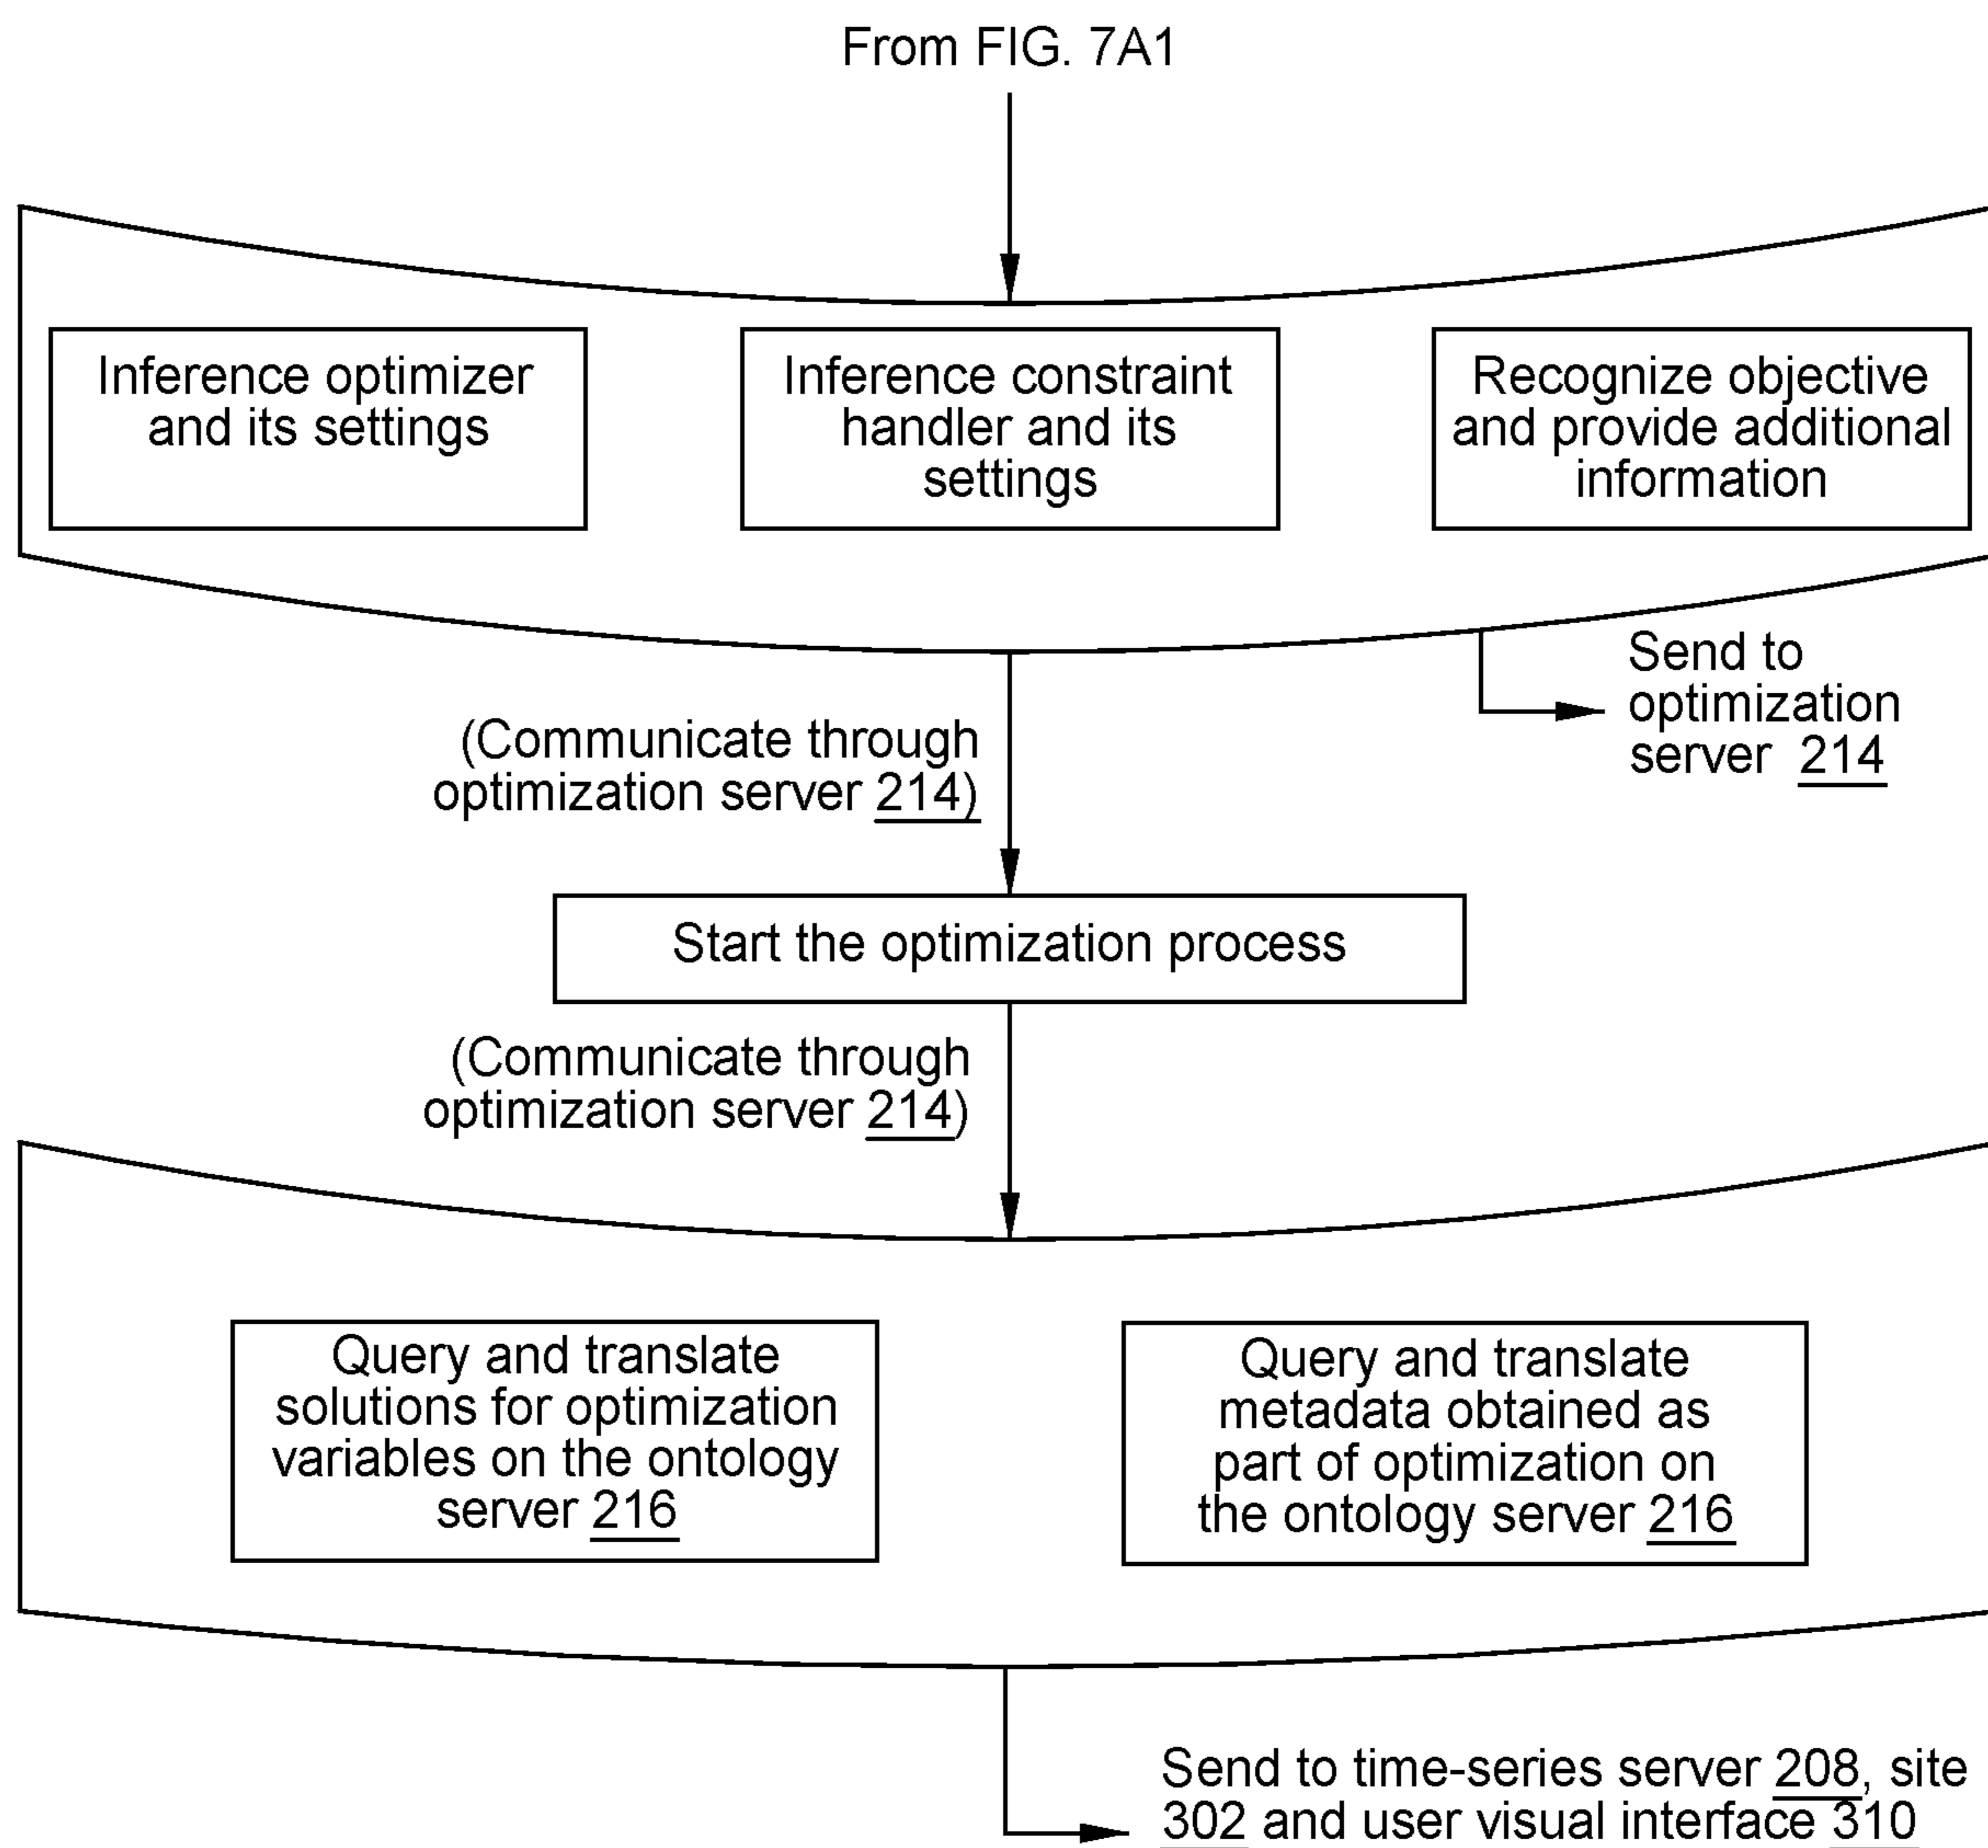 From FIG. 7A1
Inference optimizer
and its settings
Inference constraint
handler and its
settings
Recognize objective
and provide additional
information
Send to
optimization
server 214
(Communicate through
optimization server 214)
Start the optimization process
(Communicate through
optimization server 214)
Query and translate
solutions for optimization
variables on the ontology
server 216
Query and translate
metadata obtained as
part of optimization on
the ontology server 216
Send to time-series server 208, site
302 and user visual interface 310